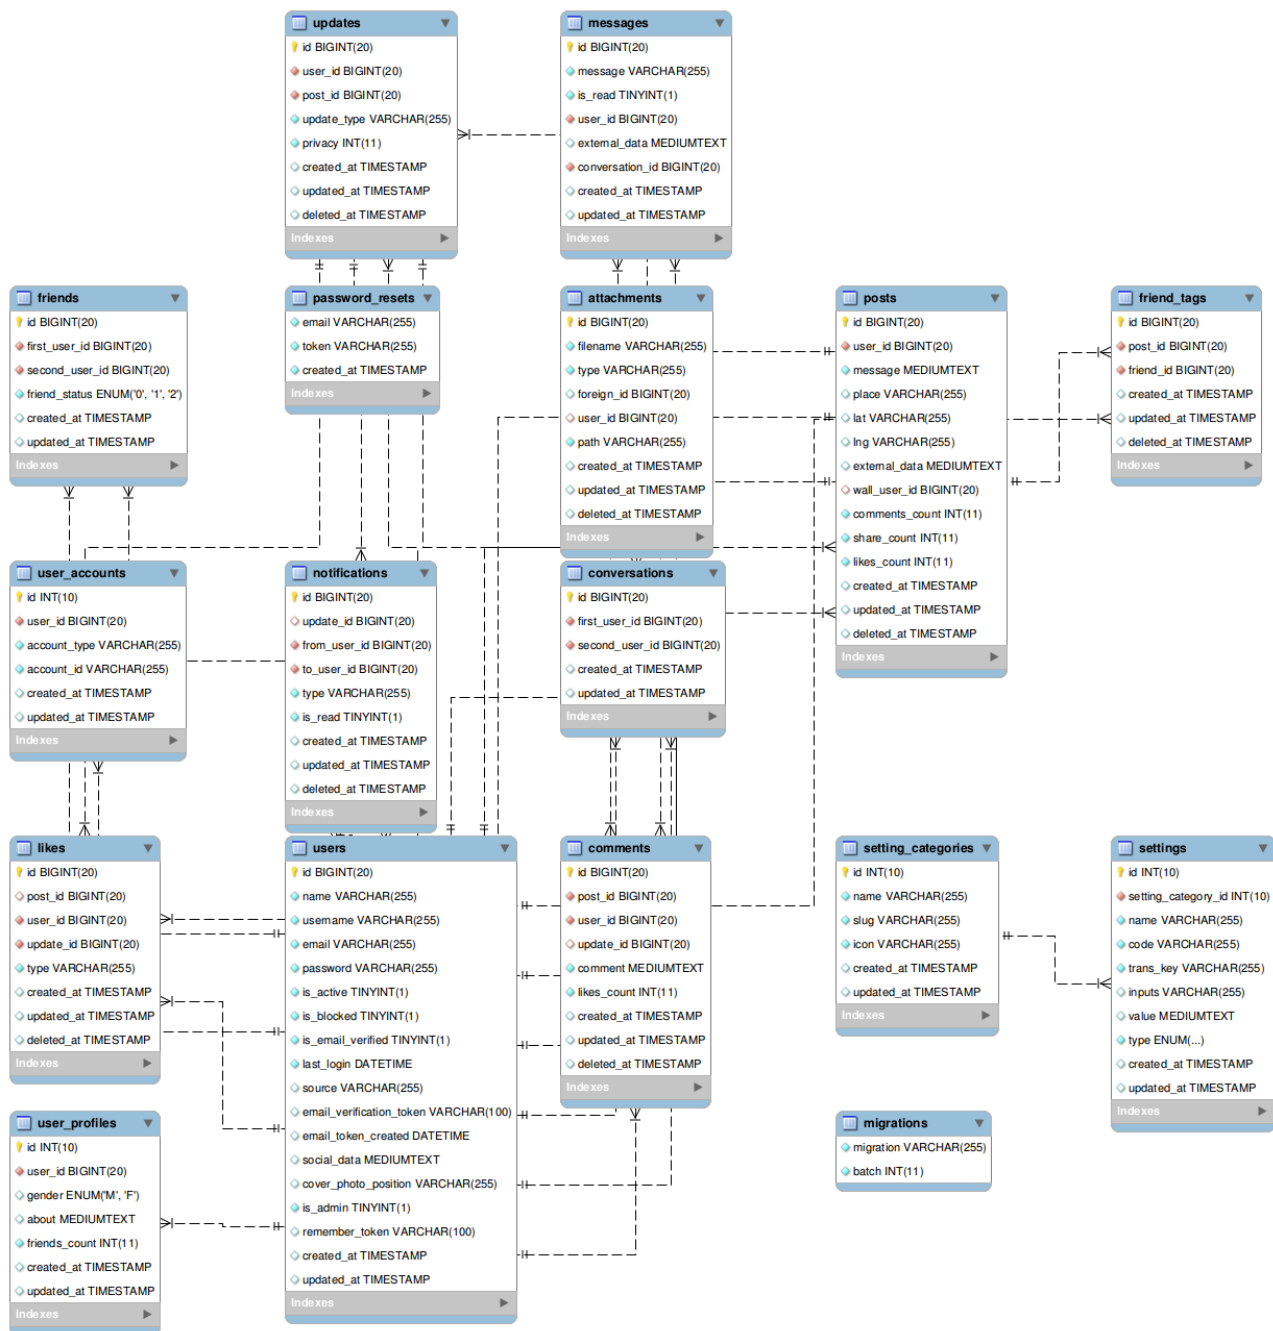 updates
id BIGINT(20)
user_id BIGINT(20)
post_id BIGINT(20)
update_type VARCHAR(255)
privacy INT(11)
created_at TIMESTAMP
updated_at TIMESTAMP
deleted_at TIMESTAMP
Indexes
messages
id BIGINT(20)
message VARCHAR(255)
is_read TINYINT(1)
user_id BIGINT(20)
external_data MEDIUMTEXT
conversation_id BIGINT(20)
created_at TIMESTAMP
updated_at TIMESTAMP
Indexes
friends
id BIGINT(20)
first_user_id BIGINT(20)
second_user_id BIGINT(20)
friend_status ENUM('0', '1', '2')
created_at TIMESTAMP
updated_at TIMESTAMP
Indexes
password_resets
email VARCHAR(255)
token VARCHAR(255)
created_at TIMESTAMP
Indexes
attachments
id BIGINT(20)
filename VARCHAR(255)
type VARCHAR(255)
foreign_id BIGINT(20)
user_id BIGINT(20)
path VARCHAR(255)
created_at TIMESTAMP
updated_at TIMESTAMP
deleted_at TIMESTAMP
Indexes
posts
id BIGINT(20)
user_id BIGINT(20)
message MEDIUMTEXT
place VARCHAR(255)
lat VARCHAR(255)
lng VARCHAR(255)
external_data MEDIUMTEXT
wall_user_id BIGINT(20)
comments_count INT(11)
share_count INT(11)
likes_count INT(11)
created_at TIMESTAMP
updated_at TIMESTAMP
deleted_at TIMESTAMP
Indexes
friend_tags
id BIGINT(20)
post_id BIGINT(20)
friend_id BIGINT(20)
created_at TIMESTAMP
updated_at TIMESTAMP
deleted_at TIMESTAMP
Indexes
user_accounts
id INT(10)
user_id BIGINT(20)
account_type VARCHAR(255)
account_id VARCHAR(255)
created_at TIMESTAMP
updated_at TIMESTAMP
Indexes
notifications
id BIGINT(20)
update_id BIGINT(20)
from_user_id BIGINT(20)
to_user_id BIGINT(20)
type VARCHAR(255)
is_read TINYINT(1)
created_at TIMESTAMP
updated_at TIMESTAMP
deleted_at TIMESTAMP
Indexes
conversations
id BIGINT(20)
first_user_id BIGINT(20)
second_user_id BIGINT(20)
created_at TIMESTAMP
updated_at TIMESTAMP
Indexes
likes
id BIGINT(20)
post_id BIGINT(20)
user_id BIGINT(20)
update_id BIGINT(20)
type VARCHAR(255)
created_at TIMESTAMP
updated_at TIMESTAMP
deleted_at TIMESTAMP
Indexes
users
id BIGINT(20)
name VARCHAR(255)
username VARCHAR(255)
email VARCHAR(255)
password VARCHAR(255)
is_active TINYINT(1)
is_blocked TINYINT(1)
is_email_verified TINYINT(1)
last_login DATETIME
source VARCHAR(255)
email_verification_token VARCHAR(100)
email_token_created DATETIME
social_data MEDIUMTEXT
cover_photo_position VARCHAR(255)
is_admin TINYINT(1)
remember_token VARCHAR(100)
created_at TIMESTAMP
updated_at TIMESTAMP
Indexes
comments
id BIGINT(20)
post_id BIGINT(20)
user_id BIGINT(20)
update_id BIGINT(20)
comment MEDIUMTEXT
likes_count INT(11)
created_at TIMESTAMP
updated_at TIMESTAMP
deleted_at TIMESTAMP
Indexes
setting_categories
id INT(10)
name VARCHAR(255)
slug VARCHAR(255)
icon VARCHAR(255)
created_at TIMESTAMP
updated_at TIMESTAMP
Indexes
settings
id INT(10)
setting_category_id INT(10)
name VARCHAR(255)
code VARCHAR(255)
trans_key VARCHAR(255)
inputs VARCHAR(255)
value MEDIUMTEXT
type ENUM(...)
created_at TIMESTAMP
updated_at TIMESTAMP
Indexes
user_profiles
id INT(10)
user_id BIGINT(20)
gender ENUM('M', 'F')
about MEDIUMTEXT
friends_count INT(11)
created_at TIMESTAMP
updated_at TIMESTAMP
Indexes
migrations
migration VARCHAR(255)
batch INT(11)